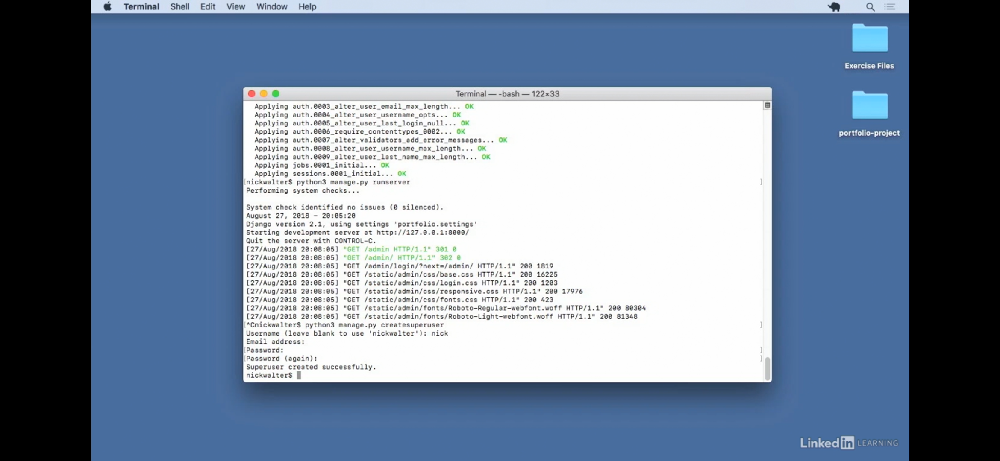 Terminal Shell Edit View Window Help
Exercise Files
portfolio-project
Terminal — -bash — 122×33
Applying auth.0003_alter_user_email_max_length... OK
Applying auth.0004_alter_user_username_opts... OK
Applying auth.0005_alter_user_last_login_null... OK
Applying auth.0006_require_contenttypes_0002... OK
Applying auth.0007_alter_validators_add_error_messages... OK
Applying auth.0008_alter_user_username_max_length... OK
Applying auth.0009_alter_user_last_name_max_length... OK
Applying jobs.0001_initial... OK
Applying sessions.0001_initial... OK
[nickwalter$ python3 manage.py runserver ]
Performing system checks...
System check identified no issues (0 silenced).
August 27, 2018 - 20:05:20
Django version 2.1, using settings 'portfolio.settings'
Starting development server at http://127.0.0.1:8000/
Quit the server with CONTROL-C.
[27/Aug/2018 20:08:05] "GET /admin HTTP/1.1" 301 0
[27/Aug/2018 20:08:05] "GET /admin/ HTTP/1.1" 302 0
[27/Aug/2018 20:08:05] "GET /admin/login/?next=/admin/ HTTP/1.1" 200 1819
[27/Aug/2018 20:08:05] "GET /static/admin/css/base.css HTTP/1.1" 200 16225
[27/Aug/2018 20:08:05] "GET /static/admin/css/login.css HTTP/1.1" 200 1203
[27/Aug/2018 20:08:05] "GET /static/admin/css/responsive.css HTTP/1.1" 200 17976
[27/Aug/2018 20:08:05] "GET /static/admin/css/fonts.css HTTP/1.1" 200 423
[27/Aug/2018 20:08:05] "GET /static/admin/fonts/Roboto-Regular-webfont.woff HTTP/1.1" 200 80304
[27/Aug/2018 20:08:05] "GET /static/admin/fonts/Roboto-Light-webfont.woff HTTP/1.1" 200 81348
[^Cnickwalter$ python3 manage.py createsuperuser ]
Username (leave blank to use 'nickwalter'): nick
Email address:
[Password: ]
[Password (again): ]
Superuser created successfully.
nickwalter$
Linked in LEARNING